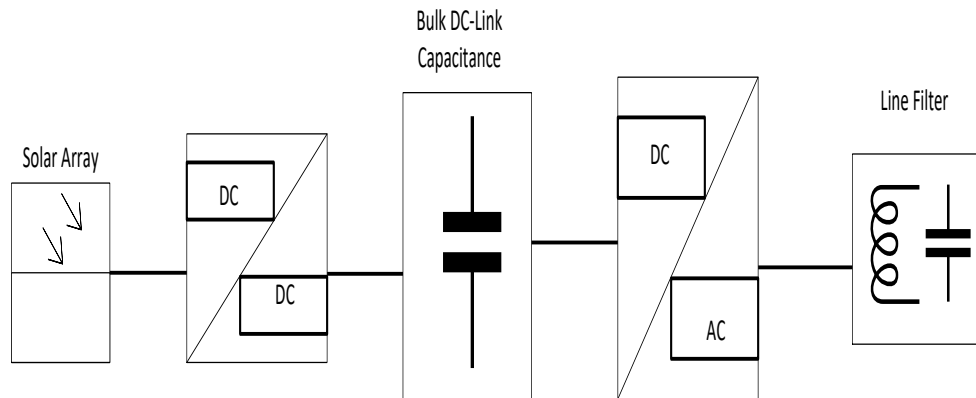 Bulk DC-Link
Capacitance
Line Filter
Solar Array
DC
DC
DC
AC